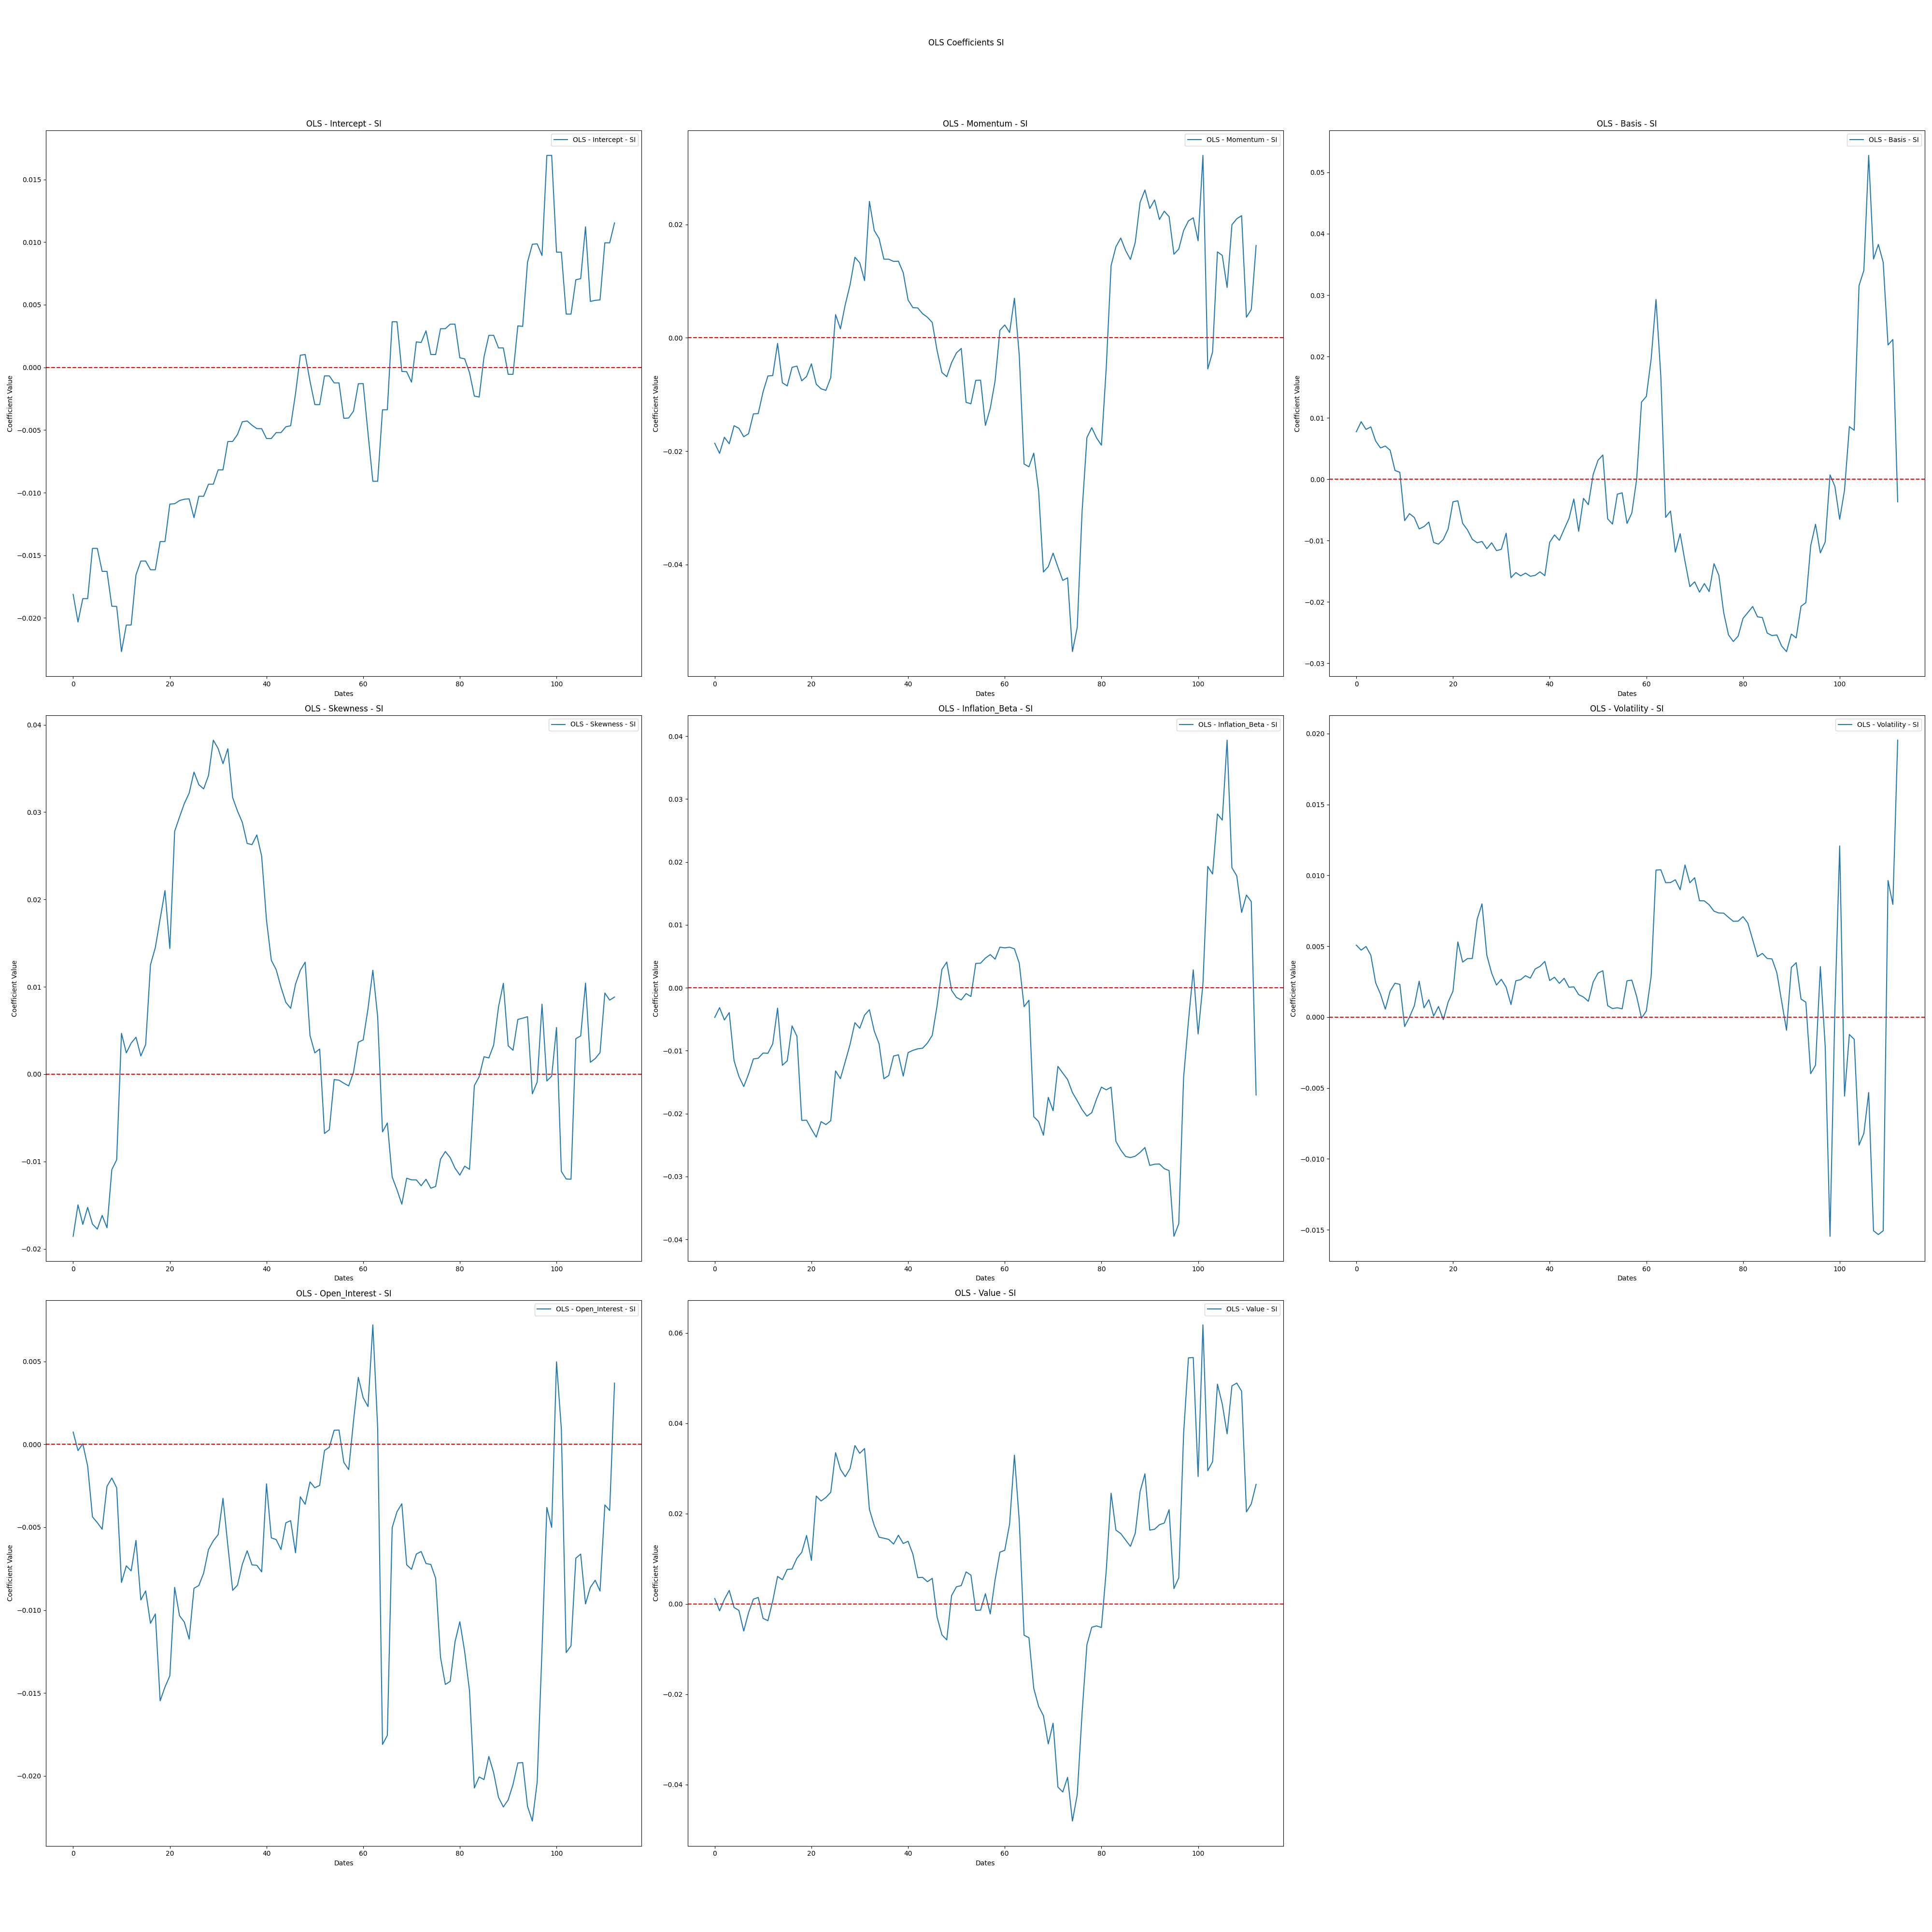 OLS Coefficients SI
OLS - Intercept - SI
OLS - Intercept - SI
Coefficient Value
0.015
0.010
0.005
0.000
−0.005
−0.010
−0.015
−0.020
0 20 40 60 80 100
Dates
OLS - Momentum - SI
OLS - Momentum - SI
Coefficient Value
0.02
0.00
−0.02
−0.04
0 20 40 60 80 100
Dates
OLS - Basis - SI
OLS - Basis - SI
Coefficient Value
0.05
0.04
0.03
0.02
0.01
0.00
−0.01
−0.02
−0.03
0 20 40 60 80 100
Dates
OLS - Skewness - SI
OLS - Skewness - SI
Coefficient Value
0.04
0.03
0.02
0.01
0.00
−0.01
−0.02
0 20 40 60 80 100
Dates
OLS - Inflation_Beta - SI
OLS - Inflation_Beta - SI
Coefficient Value
0.04
0.03
0.02
0.01
0.00
−0.01
−0.02
−0.03
−0.04
0 20 40 60 80 100
Dates
OLS - Volatility - SI
OLS - Volatility - SI
Coefficient Value
0.020
0.015
0.010
0.005
0.000
−0.005
−0.010
−0.015
0 20 40 60 80 100
Dates
OLS - Open_Interest - SI
OLS - Open_Interest - SI
Coefficient Value
0.005
0.000
−0.005
−0.010
−0.015
−0.020
0 20 40 60 80 100
Dates
OLS - Value - SI
OLS - Value - SI
Coefficient Value
0.06
0.04
0.02
0.00
−0.02
−0.04
0 20 40 60 80 100
Dates